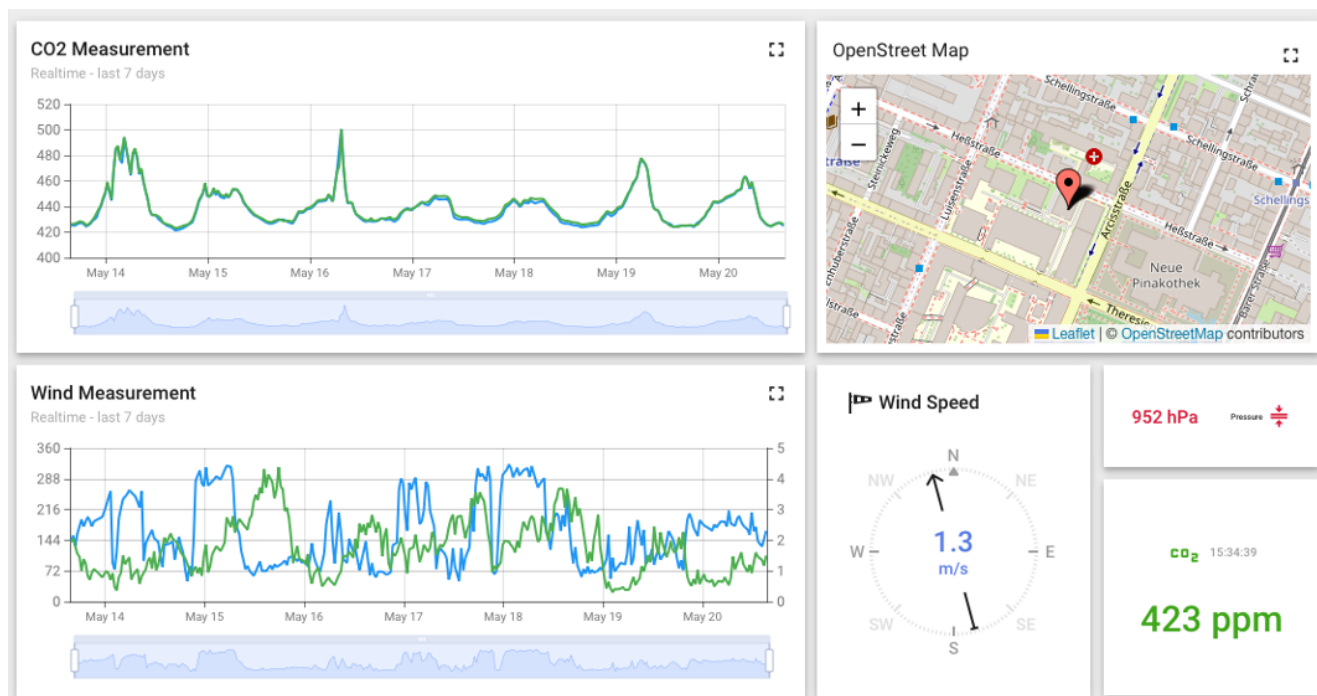 CO2 Measurement
Realtime - last 7 days
520
500
480
460
440
420
400
May 14
May 15
May 16
May 17
May 18
May 19
May 20
OpenStreet Map
+
−
Schellingstraße
Schellingstraße
Heßstraße
Heßstraße
Steinickeweg
Luisenstraße
Arcisstraße
Schellings
Neue
Pinakothek
Barer Straße
Theresie
Leaflet | © OpenStreetMap contributors
Wind Measurement
Realtime - last 7 days
360
288
216
144
72
0
5
4
3
2
1
0
May 14
May 15
May 16
May 17
May 18
May 19
May 20
Wind Speed
N
NE
E
SE
S
SW
W
NW
1.3
m/s
952 hPa
Pressure
CO2
15:34:39
423 ppm